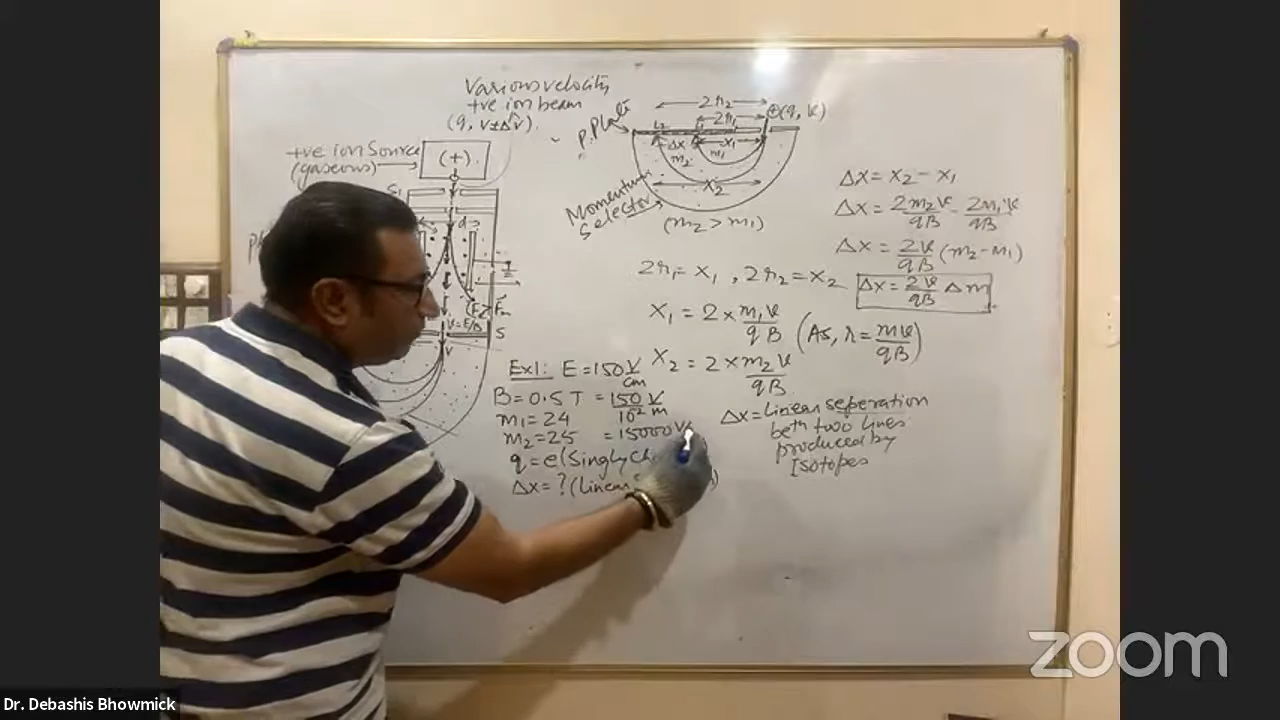 Various velocity
+ve ion beam
(q, v±Δv).
+ve ion Source
(gaseous)
(+).
S1
d
V=E/B
S
v
P. Plate
2r2
2r1
⊕(q, v)
L2
Δx
x1
m2
m1
x2
Momentum
Selector
(m2 > m1)
Δx = x2 - x1
Δx = 2m2v/qB - 2m1v/qB
Δx = 2v/qB (m2 - m1)
Δx = 2v/qB Δm
2r1 = x1 , 2r2 = x2
x1 = 2 × m1v/qB (As, r = mv/qB)
x2 = 2 × m2v/qB
Δx = Linear seperation
betn two lines
produced by
Isotopes
Ex1: E = 150 V/cm
B = 0.5 T = 150/10-2 V/m
m1 = 24
m2 = 25 = 15000 V
q = e (Singly Ch
Δx = ? (Linear
ZOOM
Dr. Debashis Bhowmick